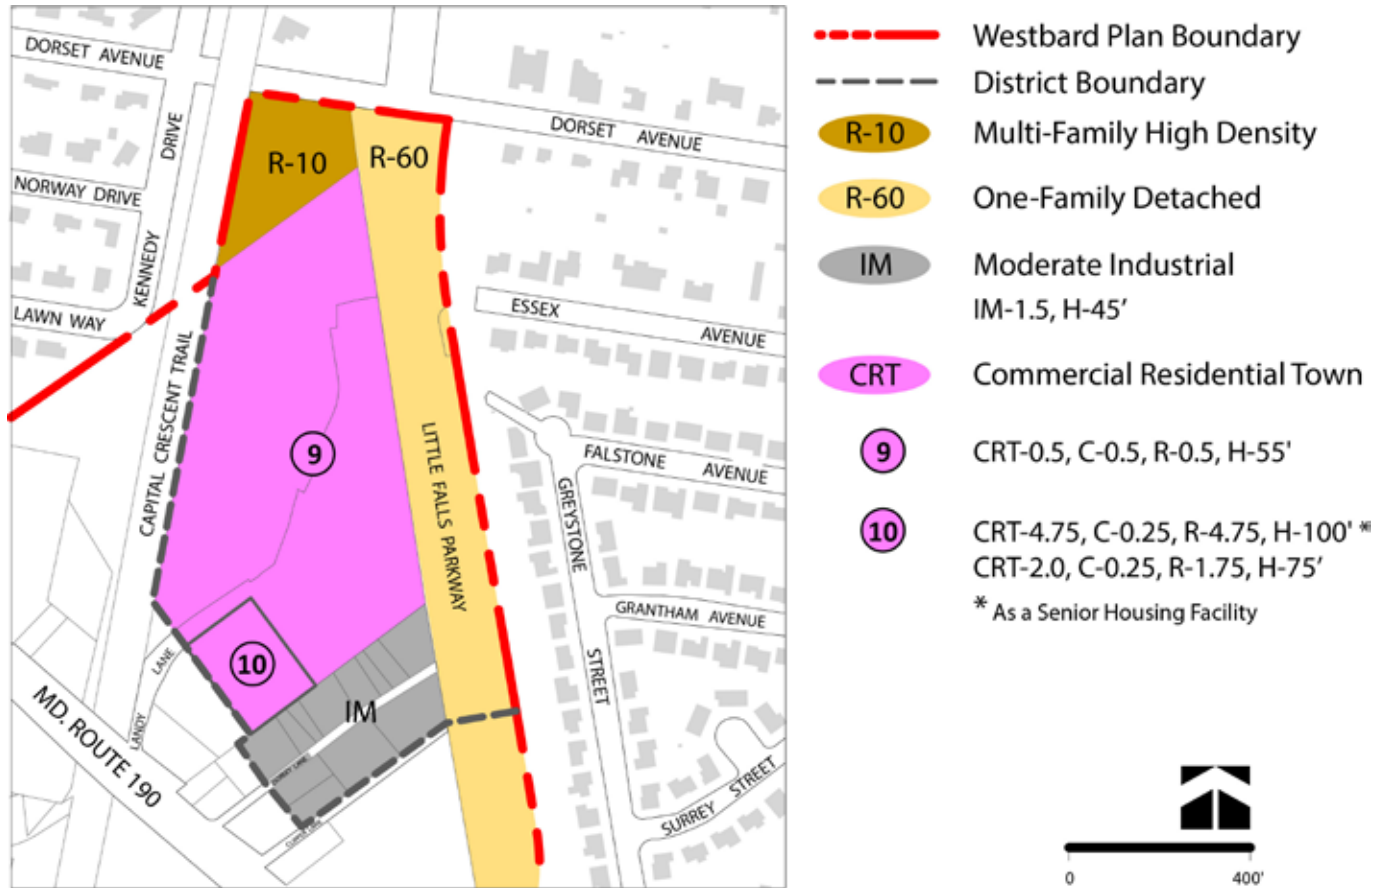 DORSET AVENUE
DORSET AVENUE
KENNEDY DRIVE
NORWAY DRIVE
LAWN WAY
R-10
R-60
ESSEX AVENUE
CAPITAL CRESCENT TRAIL
9
LITTLE FALLS PARKWAY
FALSTONE AVENUE
GREYSTONE STREET
GRANTHAM AVENUE
10
LANDY LANE
IM
MD. ROUTE 190
SURREY STREET
Westbard Plan Boundary
District Boundary
R-10 Multi-Family High Density
R-60 One-Family Detached
IM Moderate Industrial
IM-1.5, H-45’
CRT Commercial Residential Town
9 CRT-0.5, C-0.5, R-0.5, H-55'
10 CRT-4.75, C-0.25, R-4.75, H-100' *
CRT-2.0, C-0.25, R-1.75, H-75’
* As a Senior Housing Facility
0 400'